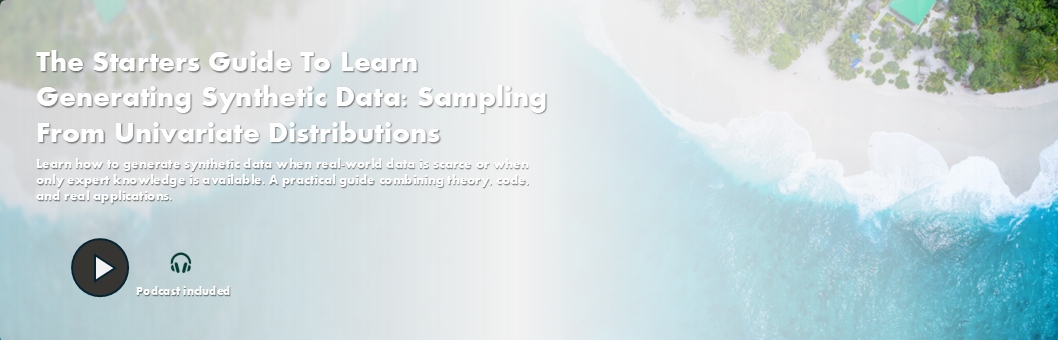 The Starters Guide To Learn
Generating Synthetic Data: Sampling
From Univariate Distributions
Learn how to generate synthetic data when real-world data is scarce or when
only expert knowledge is available. A practical guide combining theory, code,
and real applications.
Podcast included